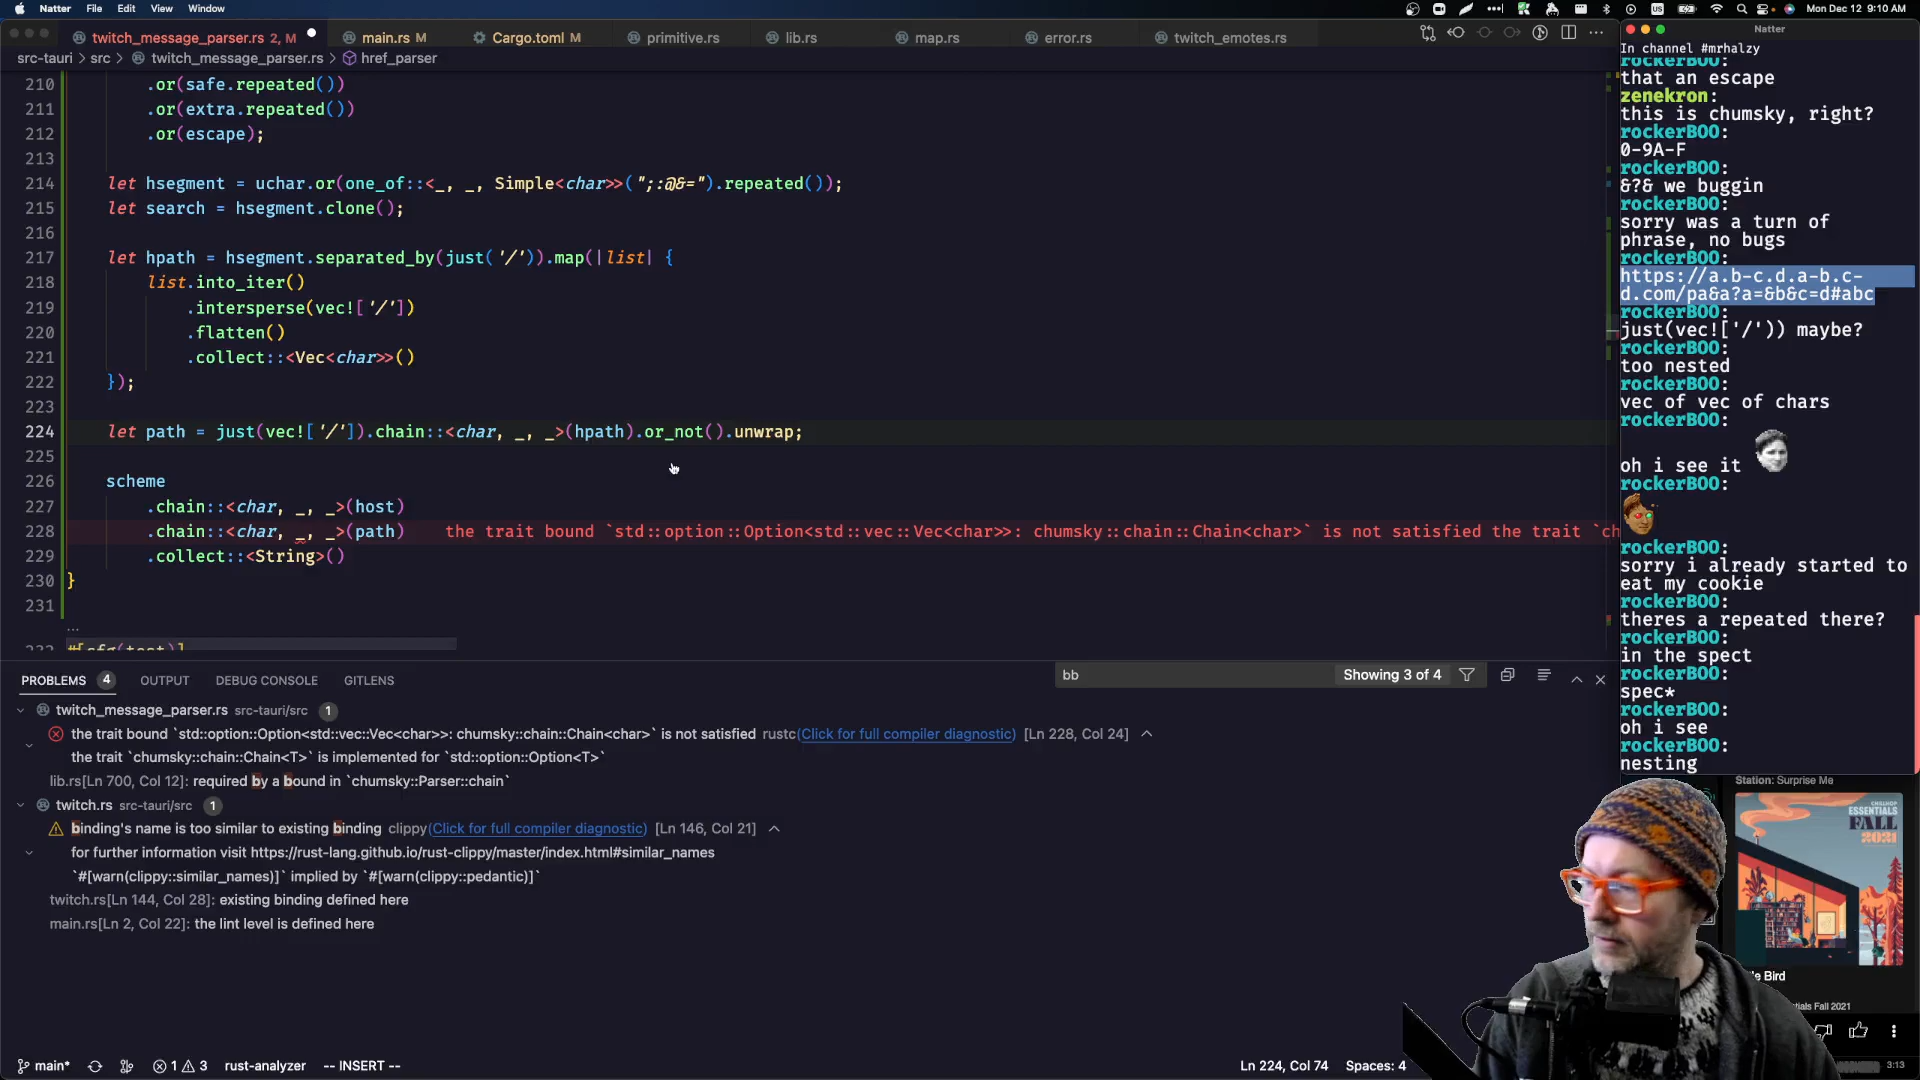 Natter File Edit View Window
Mon Dec 12 9:10 AM
twitch_message_parser.rs 2, M
main.rs M
Cargo.toml M
primitive.rs
lib.rs
map.rs
error.rs
twitch_emotes.rs
src-tauri > src > twitch_message_parser.rs > href_parser
210 .or(safe.repeated())
211 .or(extra.repeated())
212 .or(escape);
213
214 let hsegment = uchar.or(one_of::<_, _, Simple<char>>(";:@&=").repeated());
215 let search = hsegment.clone();
216
217 let hpath = hsegment.separated_by(just('/')).map(|list| {
218 list.into_iter()
219 .intersperse(vec!['/'])
220 .flatten()
221 .collect::<Vec<char>>()
222 });
223
224 let path = just(vec!['/']).chain::<char, _, _>(hpath).or_not().unwrap;
225
226 scheme
227 .chain::<char, _, _>(host)
228 .chain::<char, _, _>(path) the trait bound `std::option::Option<std::vec::Vec<char>>: chumsky::chain::Chain<char>` is not satisfied the trait `ch
229 .collect::<String>()
230 }
231
...
#[cfg(test)]
PROBLEMS 4 OUTPUT DEBUG CONSOLE GITLENS
bb
Showing 3 of 4
twitch_message_parser.rs src-tauri/src 1
the trait bound `std::option::Option<std::vec::Vec<char>>: chumsky::chain::Chain<char>` is not satisfied rustc(Click for full compiler diagnostic) [Ln 228, Col 24]
the trait `chumsky::chain::Chain<T>` is implemented for `std::option::Option<T>`
lib.rs[Ln 700, Col 12]: required by a bound in `chumsky::Parser::chain`
twitch.rs src-tauri/src 1
binding's name is too similar to existing binding clippy(Click for full compiler diagnostic) [Ln 146, Col 21]
for further information visit https://rust-lang.github.io/rust-clippy/master/index.html#similar_names
`#[warn(clippy::similar_names)]` implied by `#[warn(clippy::pedantic)]`
twitch.rs[Ln 144, Col 28]: existing binding defined here
main.rs[Ln 2, Col 22]: the lint level is defined here
main* 1 3 rust-analyzer -- INSERT --
Ln 224, Col 74 Spaces: 4
Natter
In channel #mrhalzy
rockerBOO:
that an escape
zenekron:
this is chumsky, right?
rockerBOO:
0-9A-F
rockerBOO:
&?& we buggin
rockerBOO:
sorry was a turn of
phrase, no bugs
rockerBOO:
https://a.b-c.d.a-b.c-
d.com/pa&a?a=&b&c=d#abc
rockerBOO:
just(vec!['/']) maybe?
rockerBOO:
too nested
rockerBOO:
vec of vec of chars
rockerBOO:
oh i see it
rockerBOO:
rockerBOO:
sorry i already started to
eat my cookie
rockerBOO:
theres a repeated there?
rockerBOO:
in the spect
rockerBOO:
spec*
rockerBOO:
oh i see
rockerBOO:
nesting
Station: Surprise Me
ESSENTIALS
FALL
2021
le Bird
ntials Fall 2021
3:13